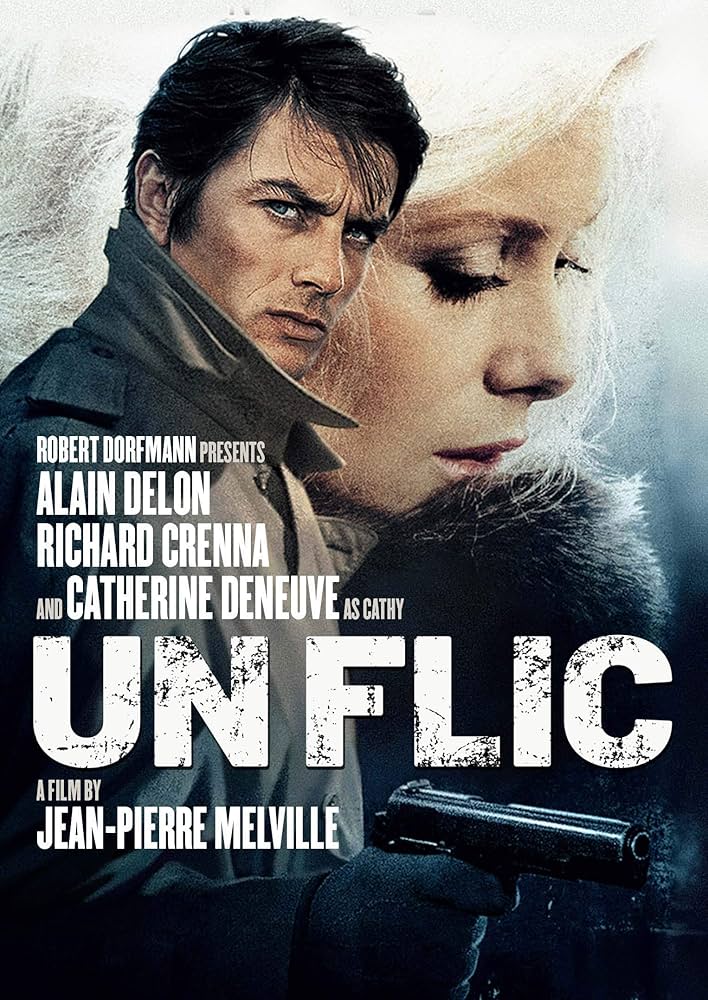 ROBERT DORFMANN PRESENTS
ALAIN DELON
RICHARD CRENNA
AND CATHERINE DENEUVE AS CATHY
UN FLIC
A FILM BY
JEAN-PIERRE MELVILLE